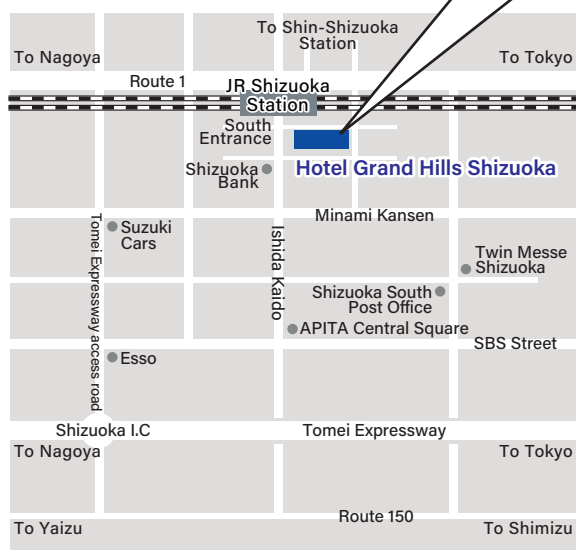 To Shin-Shizuoka
Station
To Nagoya
To Tokyo
Route 1
JR Shizuoka
Station
South
Entrance
Shizuoka
Bank
Hotel Grand Hills Shizuoka
Minami Kansen
Suzuki
Cars
Tomei Expressway access road
Ishida Kaido
Twin Messe
Shizuoka
Shizuoka South
Post Office
APITA Central Square
SBS Street
Esso
Shizuoka I.C
Tomei Expressway
To Nagoya
To Tokyo
Route 150
To Yaizu
To Shimizu